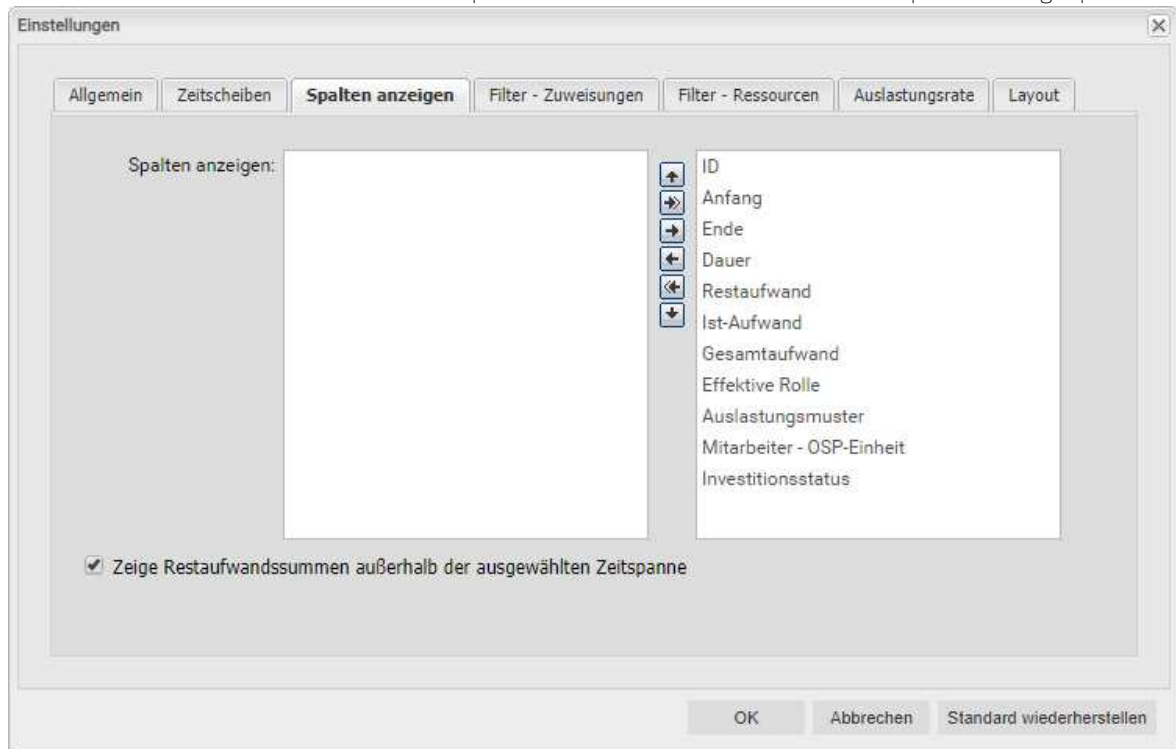 Einstellungen
Allgemein Zeitscheiben Spalten anzeigen Filter - Zuweisungen Filter - Ressourcen Auslastungsrate Layout
Spalten anzeigen:
ID
Anfang
Ende
Dauer
Restaufwand
Ist-Aufwand
Gesamtaufwand
Effektive Rolle
Auslastungsmuster
Mitarbeiter - OSP-Einheit
Investitionsstatus
Zeige Restaufwandssummen außerhalb der ausgewählten Zeitspanne
OK Abbrechen Standard wiederherstellen